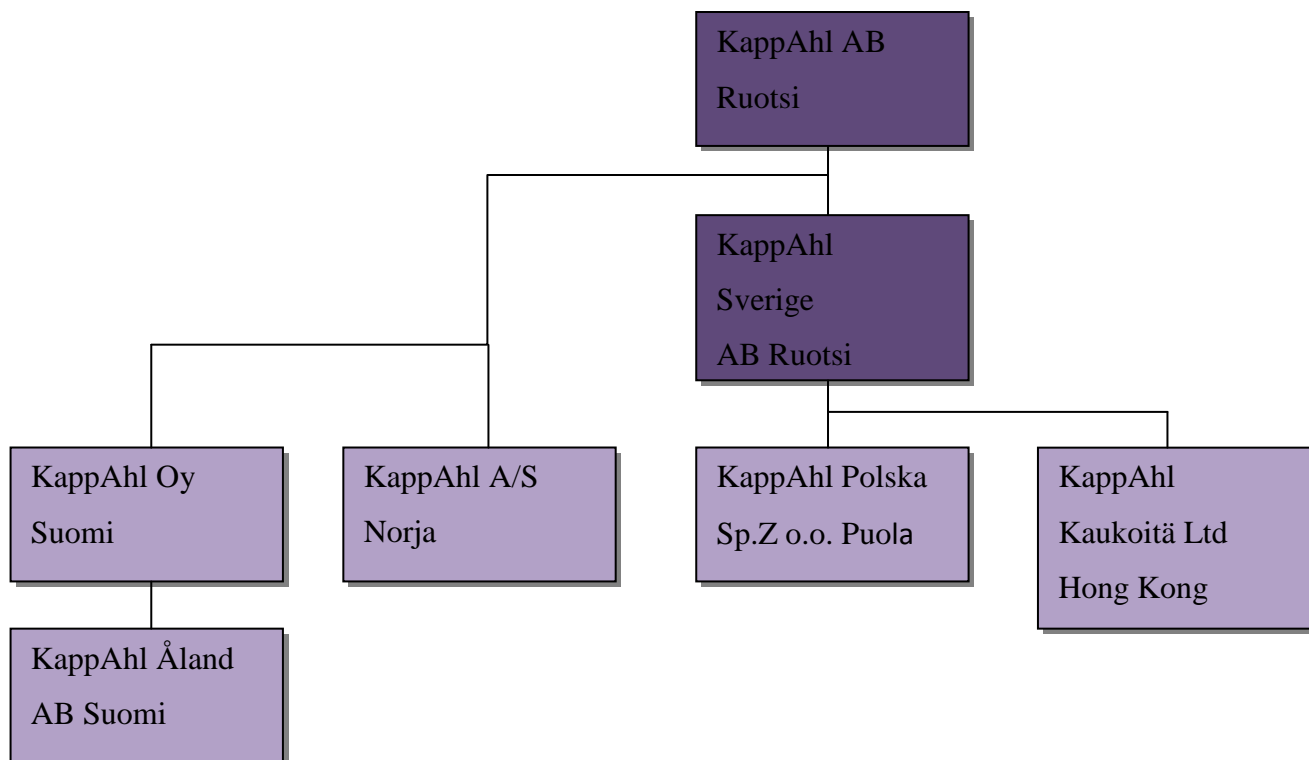 KappAhl AB
Ruotsi
KappAhl
Sverige
AB Ruotsi
KappAhl Oy
Suomi
KappAhl A/S
Norja
KappAhl Polska
Sp.Z o.o. Puola
KappAhl
Kaukoitä Ltd
Hong Kong
KappAhl Åland
AB Suomi